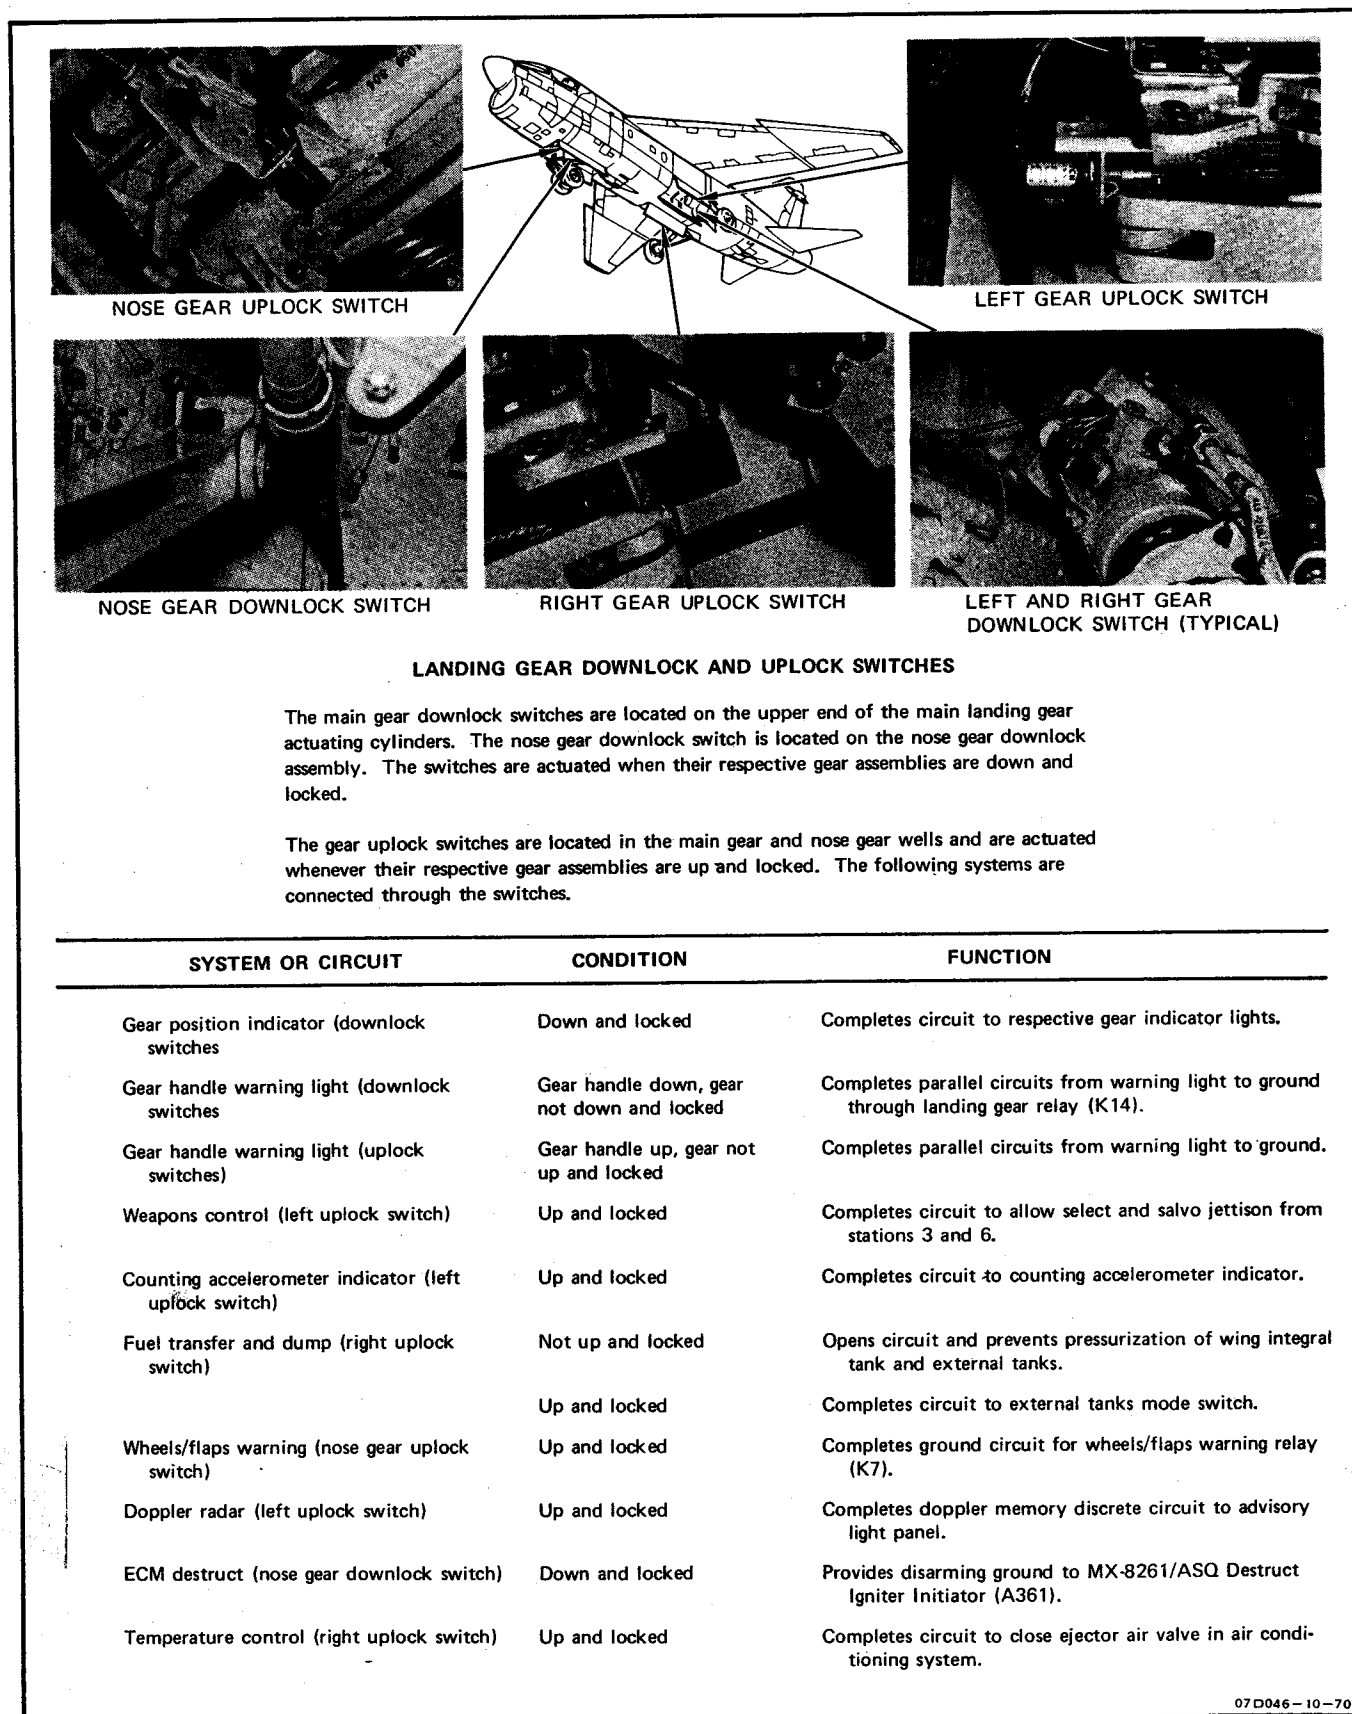 NOSE GEAR UPLOCK SWITCH
LEFT GEAR UPLOCK SWITCH
NOSE GEAR DOWNLOCK SWITCH
RIGHT GEAR UPLOCK SWITCH
LEFT AND RIGHT GEAR
DOWNLOCK SWITCH (TYPICAL)
LANDING GEAR DOWNLOCK AND UPLOCK SWITCHES
The main gear downlock switches are located on the upper end of the main landing gear
actuating cylinders. The nose gear downlock switch is located on the nose gear downlock
assembly. The switches are actuated when their respective gear assemblies are down and
locked.
The gear uplock switches are located in the main gear and nose gear wells and are actuated
whenever their respective gear assemblies are up and locked. The following systems are
connected through the switches.
SYSTEM OR CIRCUIT CONDITION FUNCTION
Gear position indicator (downlock Down and locked Completes circuit to respective gear indicator lights.
switches
Gear handle warning light (downlock Gear handle down, gear Completes parallel circuits from warning light to ground
switches not down and locked through landing gear relay (K14).
Gear handle warning light (uplock Gear handle up, gear not Completes parallel circuits from warning light to ground.
switches) up and locked
Weapons control (left uplock switch) Up and locked Completes circuit to allow select and salvo jettison from
stations 3 and 6.
Counting accelerometer indicator (left Up and locked Completes circuit to counting accelerometer indicator.
uplock switch)
Fuel transfer and dump (right uplock Not up and locked Opens circuit and prevents pressurization of wing integral
switch) tank and external tanks.
Up and locked Completes circuit to external tanks mode switch.
Wheels/flaps warning (nose gear uplock Up and locked Completes ground circuit for wheels/flaps warning relay
switch) (K7).
Doppler radar (left uplock switch) Up and locked Completes doppler memory discrete circuit to advisory
light panel.
ECM destruct (nose gear downlock switch) Down and locked Provides disarming ground to MX-8261/ASQ Destruct
Igniter Initiator (A361).
Temperature control (right uplock switch) Up and locked Completes circuit to close ejector air valve in air condi-
tioning system.
07D046-10-70